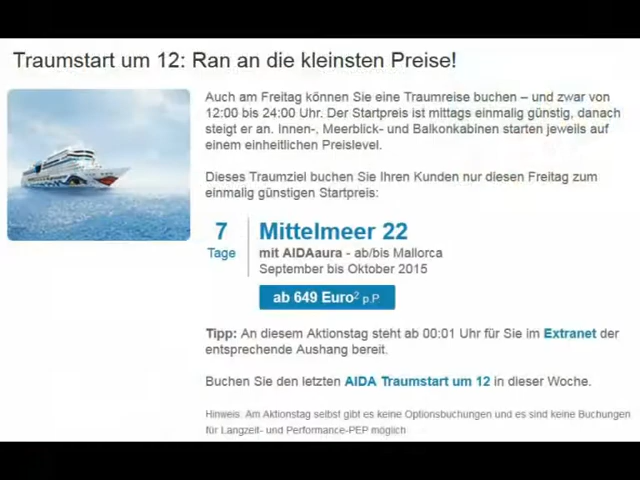 Traumstart um 12: Ran an die kleinsten Preise!
Auch am Freitag können Sie eine Traumreise buchen – und zwar von
12:00 bis 24:00 Uhr. Der Startpreis ist mittags einmalig günstig, danach
steigt er an. Innen-, Meerblick- und Balkonkabinen starten jeweils auf
einem einheitlichen Preislevel.
Dieses Traumziel buchen Sie Ihren Kunden nur diesen Freitag zum
einmalig günstigen Startpreis:
7
Tage
Mittelmeer 22
mit AIDAaura - ab/bis Mallorca
September bis Oktober 2015
ab 649 Euro² p.P.
Tipp: An diesem Aktionstag steht ab 00:01 Uhr für Sie im Extranet der
entsprechende Aushang bereit.
Buchen Sie den letzten AIDA Traumstart um 12 in dieser Woche.
Hinweis: Am Aktionstag selbst gibt es keine Optionsbuchungen und es sind keine Buchungen
für Langzeit- und Performance-PEP möglich